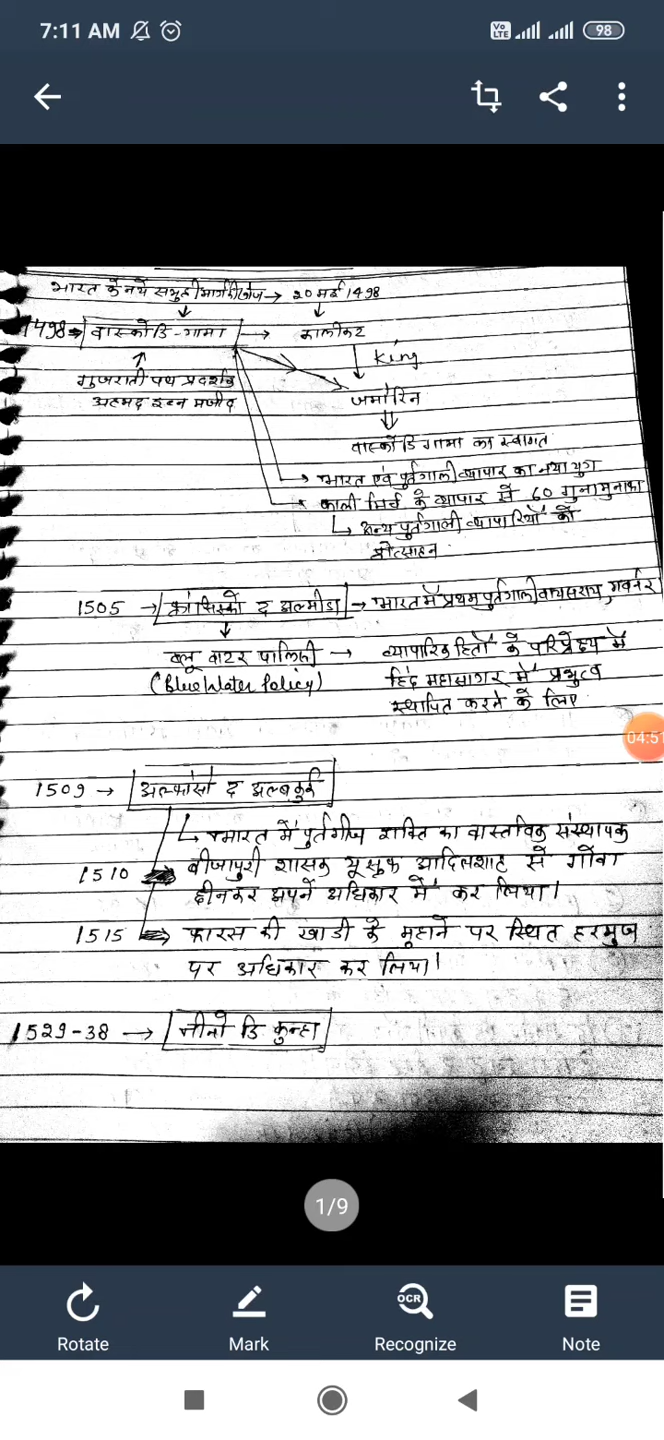 7:11 AM
Vo LTE 98
भारत के नये समुद्री मार्ग की खोज → 20 मई 1498
1498 → वास्कोडि-गामा → कालीकट
King
गुजराती पथ प्रदर्शक
जमोरिन
अहमद इब्न मजीद
वास्कोडि गामा का स्वागत
→ भारत एवं पुर्तगाली व्यापार का नया युग
काली मिर्च के व्यापार में 60 गुना मुनाफा
अन्य पुर्तगाली व्यापारियों को
प्रोत्साहन
1505 → फ्रांसिस्को द अल्मीडा → भारत में प्रथम पुर्तगाली वायसराय, गवर्नर
ब्लू वाटर पालिसी → व्यापारिक हितों के परिप्रेक्ष्य में
(Blue Water Policy) हिंद महासागर में प्रभुत्व
स्थापित करने के लिए
04:51
1509 → अल्फांसो द अल्बुकर्क
भारत में पुर्तगीज शक्ति का वास्तविक संस्थापक
1510 → बीजापुरी शासक यूसुफ आदिलशाह से गोवा
छीनकर अपने अधिकार में कर लिया।
1515 → फारस की खाडी के मुहाने पर स्थित हरमुज
पर अधिकार कर लिया।
1529-38 → नीनो डि कुन्हा
1/9
OCR
Rotate Mark Recognize Note